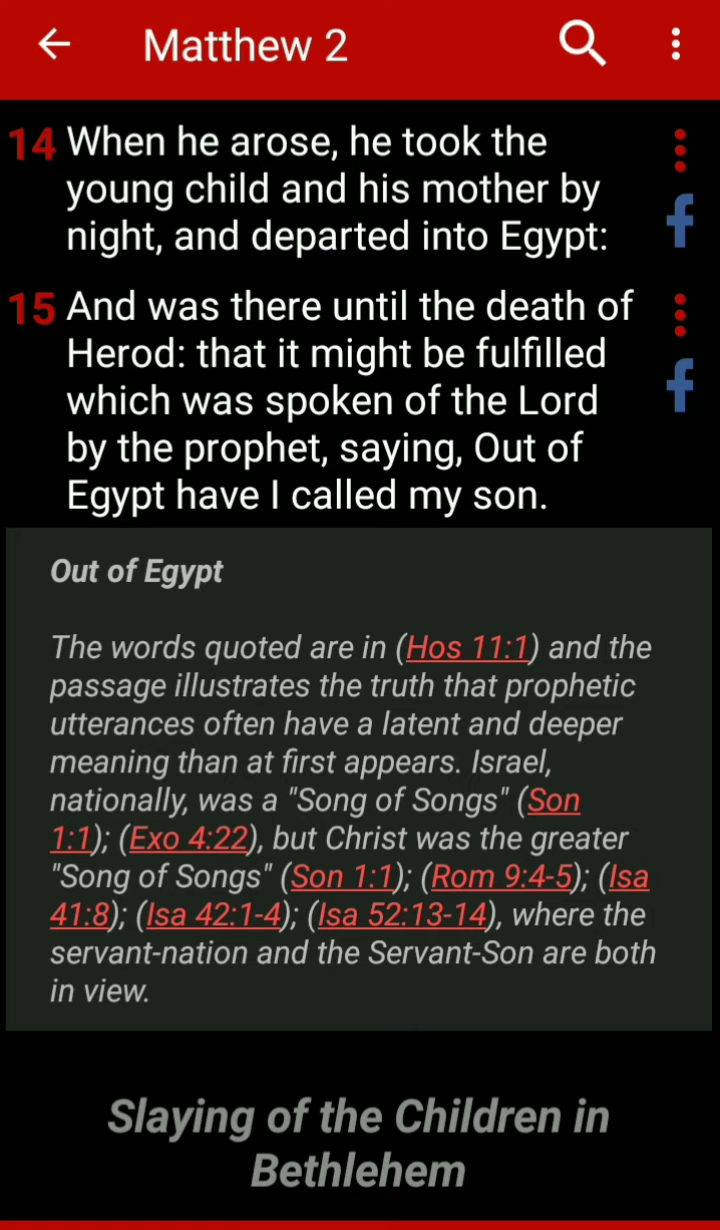 Matthew 2
14 When he arose, he took the
young child and his mother by
night, and departed into Egypt:
15 And was there until the death of
Herod: that it might be fulfilled
which was spoken of the Lord
by the prophet, saying, Out of
Egypt have I called my son.
Out of Egypt
The words quoted are in (Hos 11:1) and the
passage illustrates the truth that prophetic
utterances often have a latent and deeper
meaning than at first appears. Israel,
nationally, was a "Song of Songs" (Son
1:1); (Exo 4:22), but Christ was the greater
"Song of Songs" (Son 1:1); (Rom 9:4-5); (Isa
41:8); (Isa 42:1-4); (Isa 52:13-14), where the
servant-nation and the Servant-Son are both
in view.
Slaying of the Children in
Bethlehem